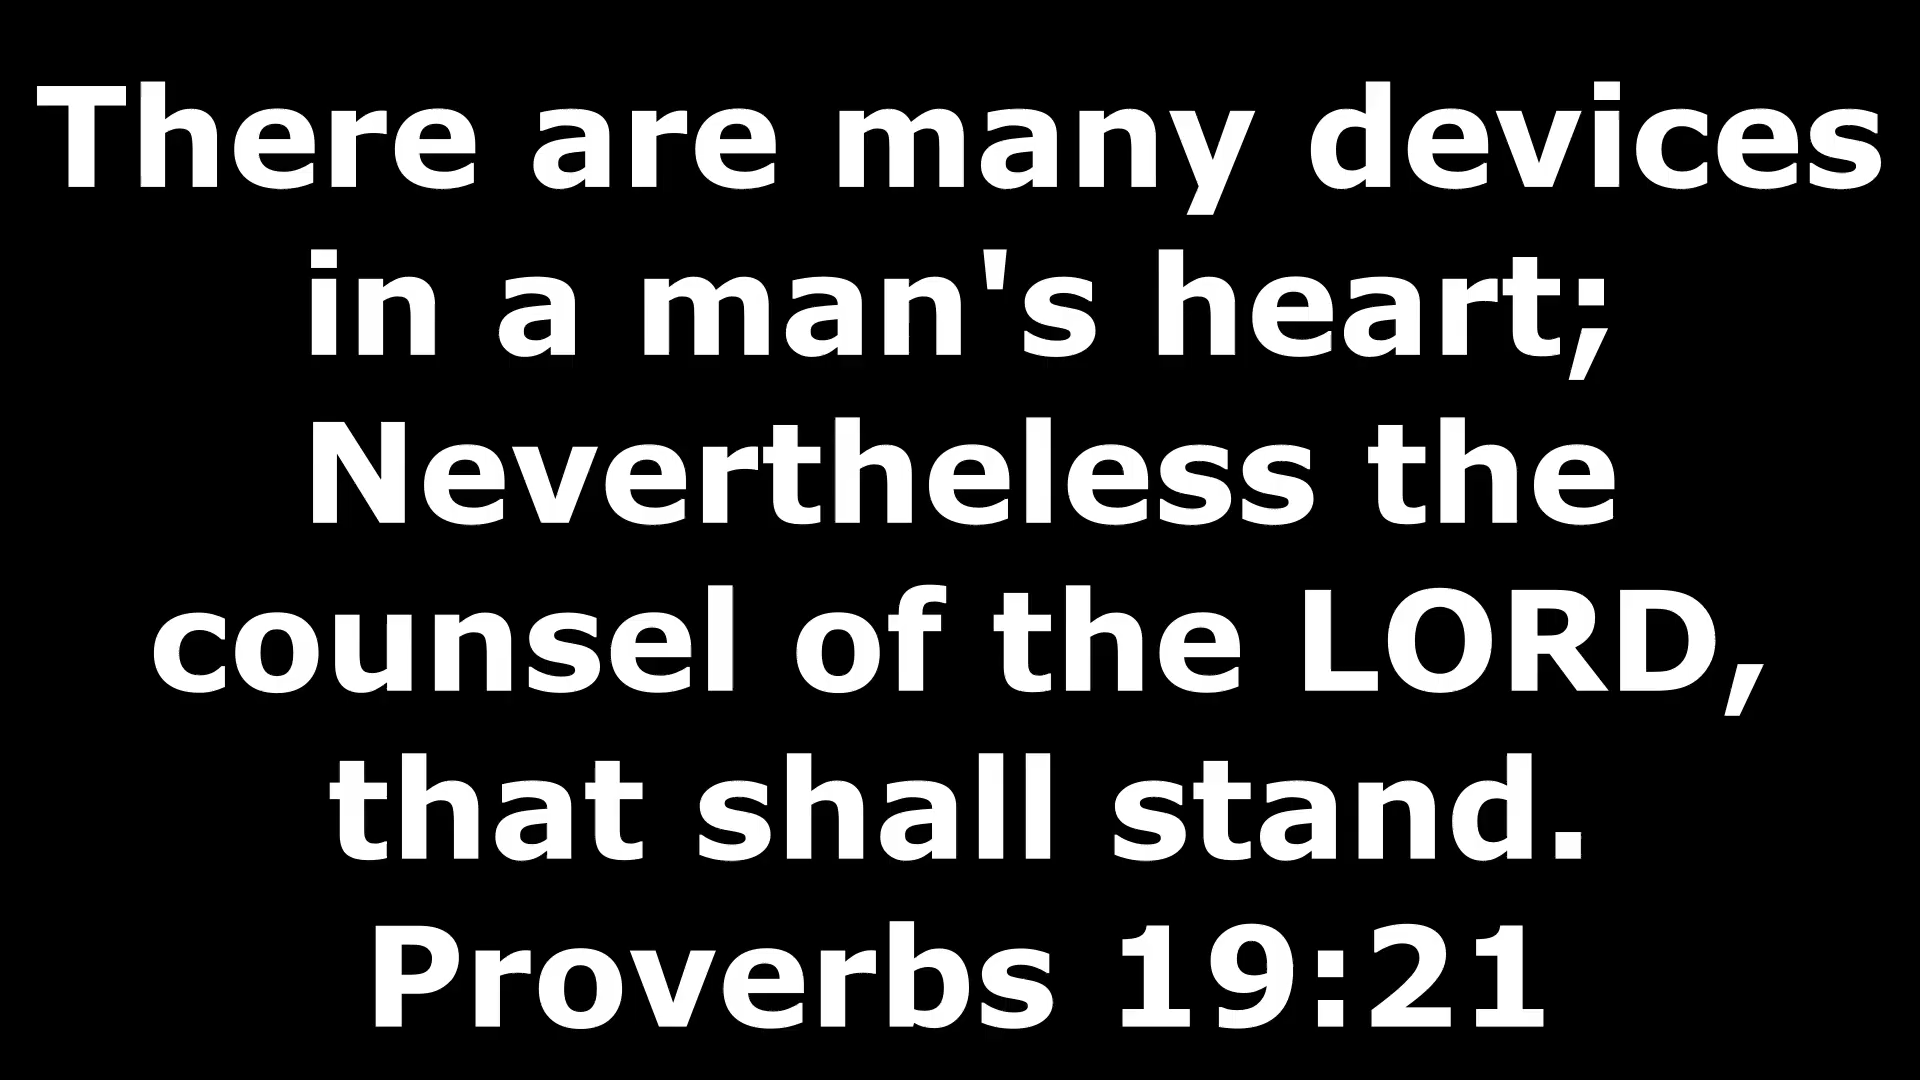 There are many devices
in a man's heart;
Nevertheless the
counsel of the LORD,
that shall stand.
Proverbs 19:21